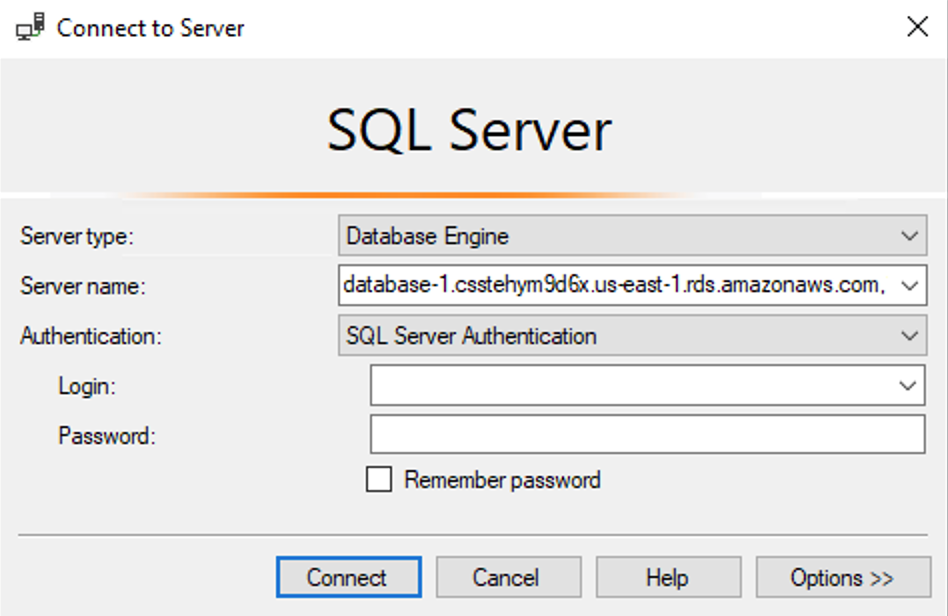 Connect to Server
SQL Server
Server type:
Database Engine
Server name:
database-1.csstehym9d6x.us-east-1.rds.amazonaws.com,
Authentication:
SQL Server Authentication
Login:
Password:
Remember password
Connect
Cancel
Help
Options >>